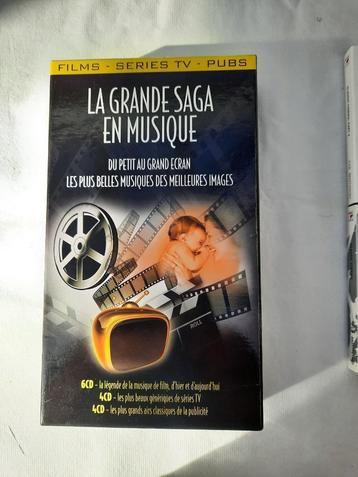 FILMS - SERIES TV - PUBS
LA GRANDE SAGA
EN MUSIQUE
DU PETIT AU GRAND ECRAN
LES PLUS BELLES MUSIQUES DES MEILLEURES IMAGES
6CD - la légende de la musique de film, d'hier et d'aujourd'hui
4CD - les plus beaux génériques de séries TV
4CD - les plus grands airs classiques de la publicité